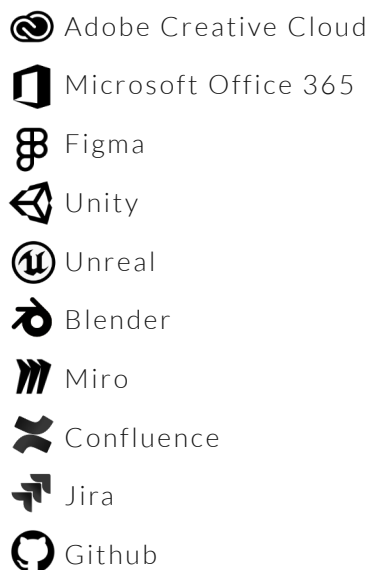 Adobe Creative Cloud
Microsoft Office 365
Figma
Unity
Unreal
Blender
Miro
Confluence
Jira
Github